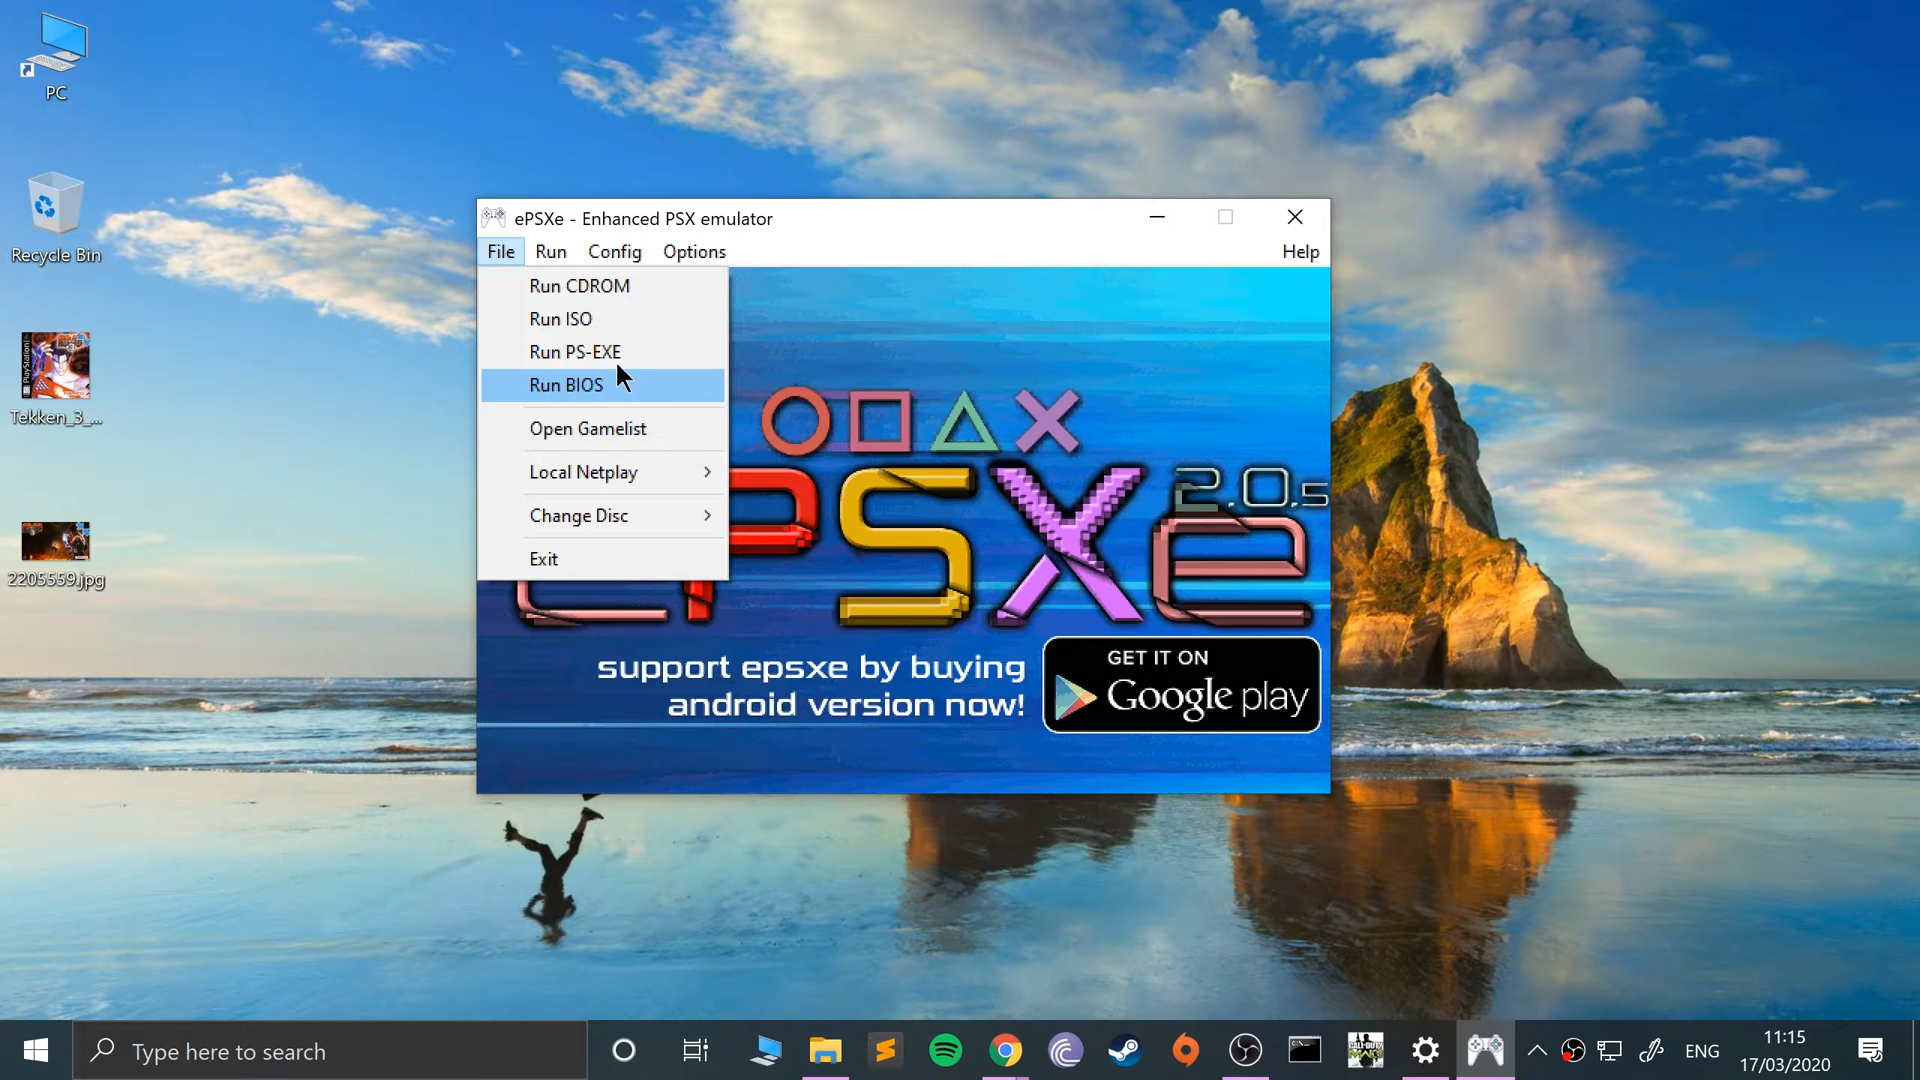 PC
Recycle Bin
Tekken_3_...
2205559.jpg
ePSXe - Enhanced PSX emulator
File Run Config Options Help
Run CDROM
Run ISO
Run PS-EXE
Run BIOS
Open Gamelist
Local Netplay
Change Disc
Exit
ePSXe 2.0.5
support epsxe by buying
android version now!
GET IT ON
Google play
Type here to search
ENG
11:15
17/03/2020